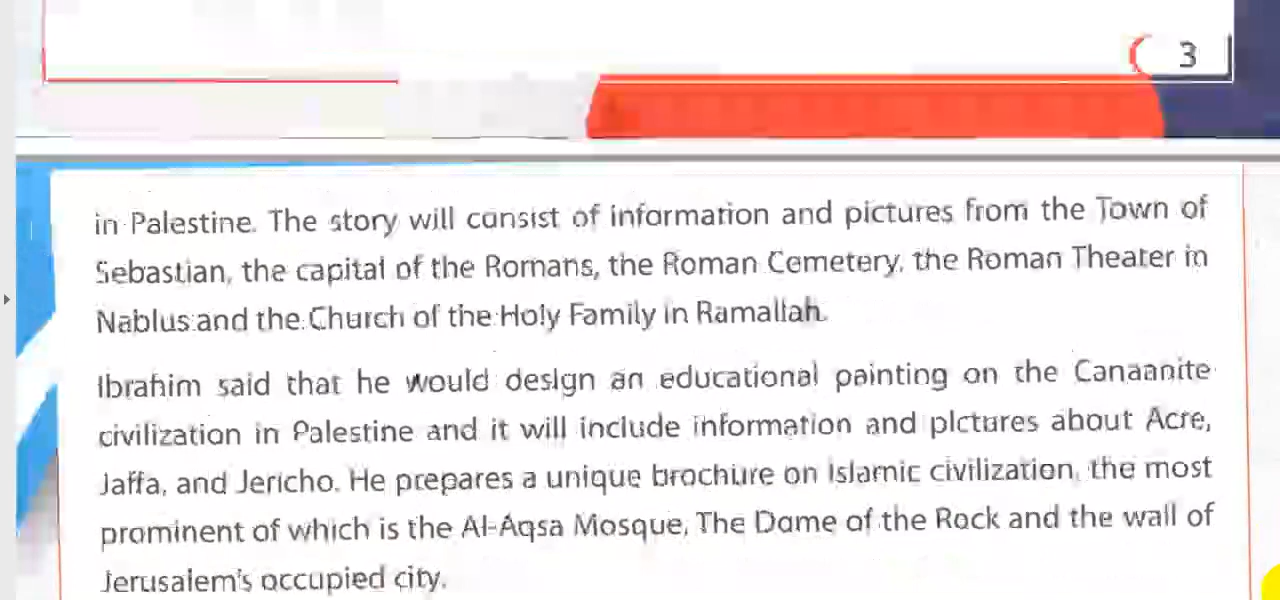 3
in Palestine. The story will consist of information and pictures from the Town of
Sebastian, the capital of the Romans, the Roman Cemetery, the Roman Theater in
Nablus and the Church of the Holy Family in Ramallah.
Ibrahim said that he would design an educational painting on the Canaanite
civilization in Palestine and it will include information and pictures about Acre,
Jaffa, and Jericho. He prepares a unique brochure on Islamic civilization, the most
prominent of which is the Al-Aqsa Mosque, The Dome of the Rock and the wall of
Jerusalem's occupied city.